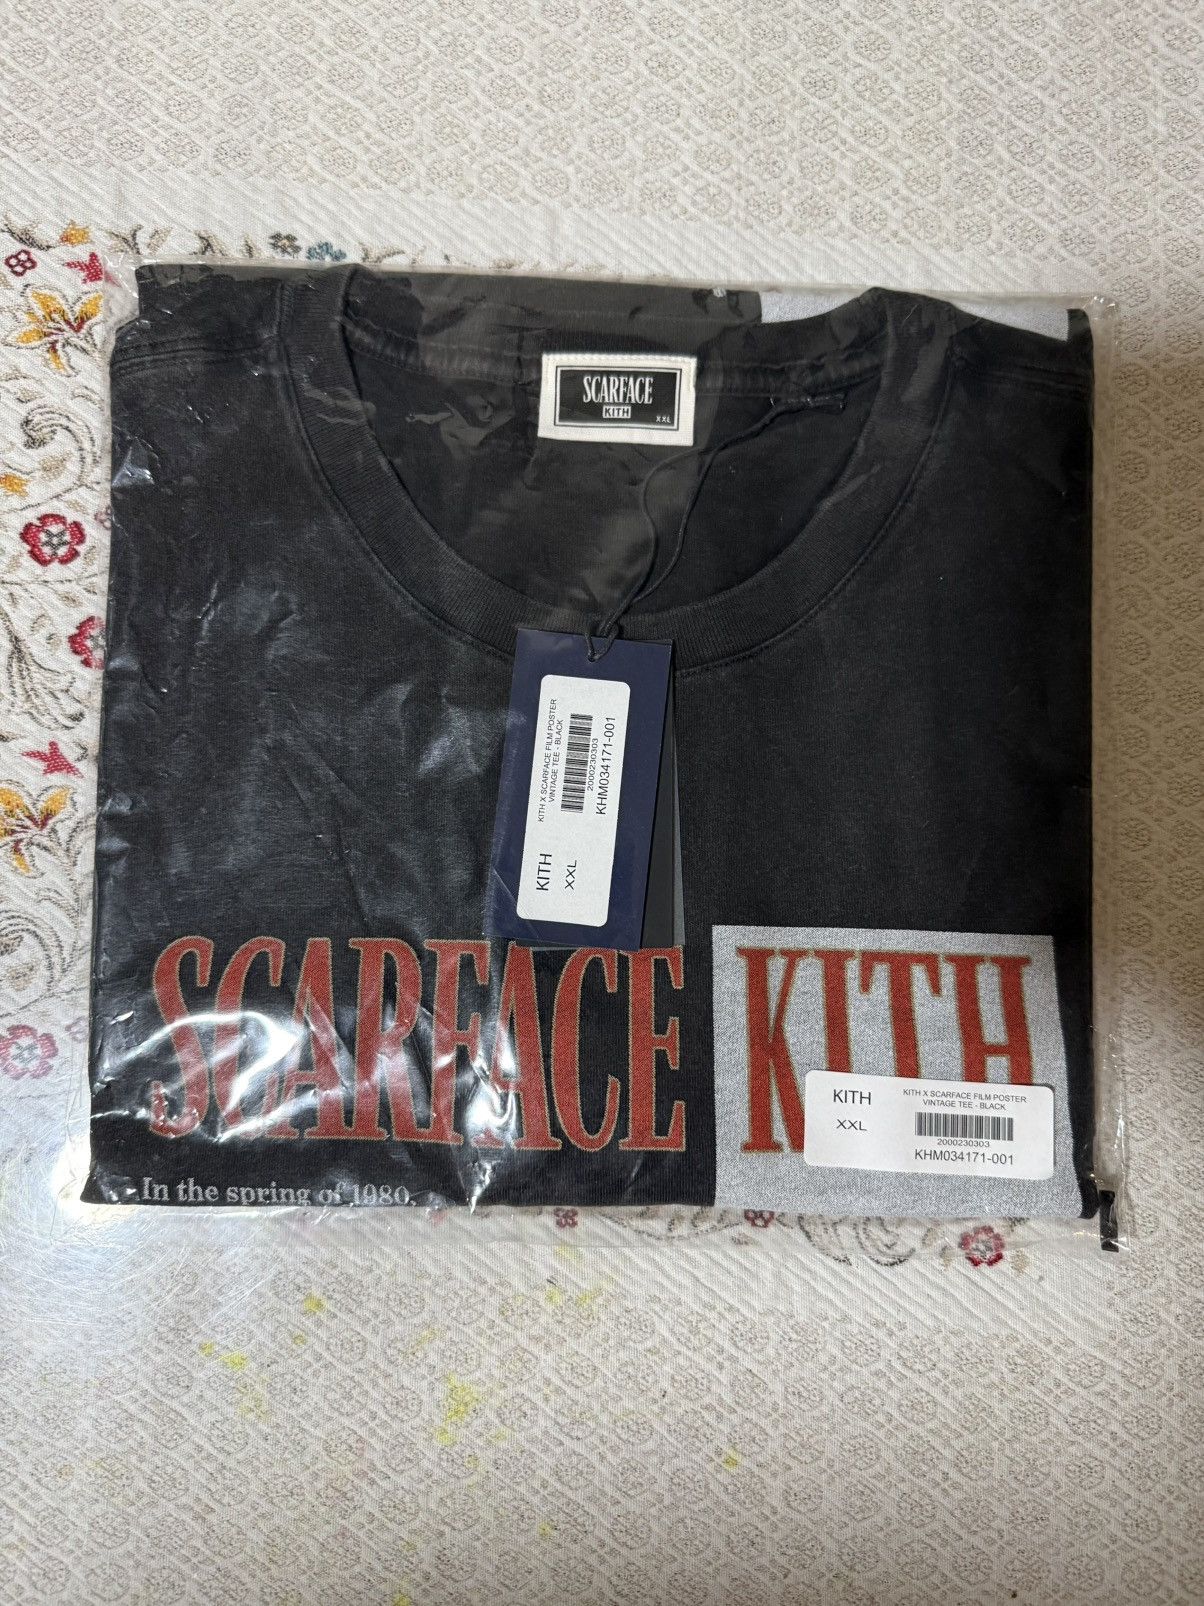 SCARFACE
KITH
XXL
KITH X SCARFACE FILM POSTER
VINTAGE TEE - BLACK
2000230303
KHM034171-001
KITH
XXL
SCARFACE KITH
In the spring of 1980,
KITH
XXL
KITH X SCARFACE FILM POSTER
VINTAGE TEE - BLACK
2000230303
KHM034171-001